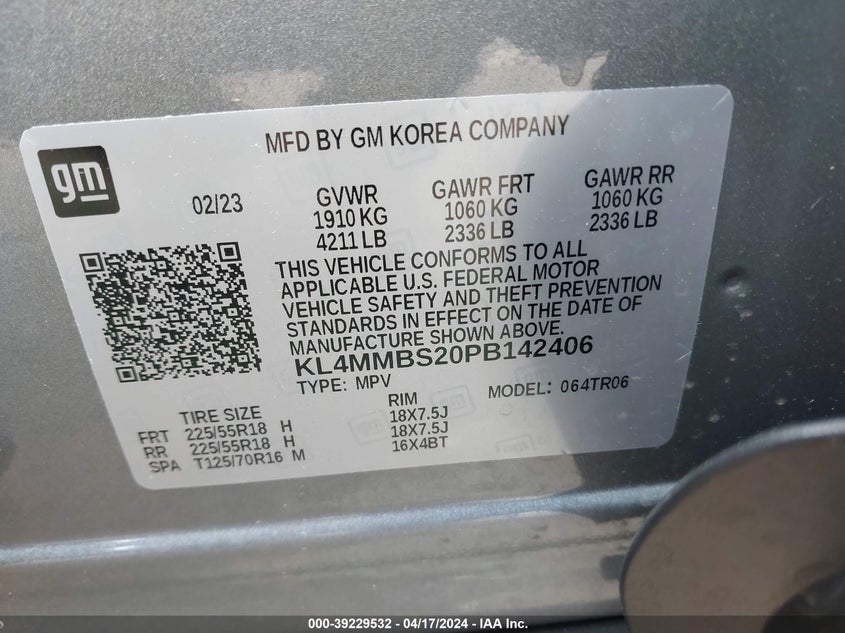 MFD BY GM KOREA COMPANY
gm
02/23
GVWR
1910 KG
4211 LB
GAWR FRT
1060 KG
2336 LB
GAWR RR
1060 KG
2336 LB
THIS VEHICLE CONFORMS TO ALL
APPLICABLE U.S. FEDERAL MOTOR
VEHICLE SAFETY AND THEFT PREVENTION
STANDARDS IN EFFECT ON THE DATE OF
MANUFACTURE SHOWN ABOVE.
KL4MMBS20PB142406
TYPE: MPV MODEL: 064TR06
TIRE SIZE RIM
FRT 225/55R18 H 18X7.5J
RR 225/55R18 H 18X7.5J
SPA T125/70R16 M 16X4BT
000-39229532 - 04/17/2024 - IAA Inc.